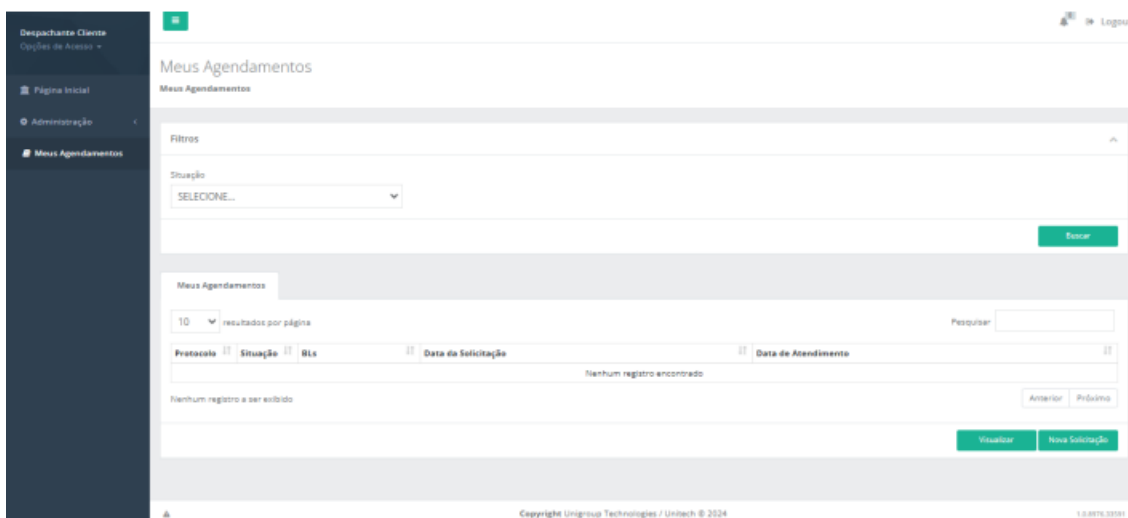 Despachante Cliente
Opções de Acesso
Logou
Página Inicial
Administração
Meus Agendamentos
Meus Agendamentos
Meus Agendamentos
Filtros
Situação
SELECIONE...
Buscar
Meus Agendamentos
10 resultados por página
Pesquisar
Protocolo Situação BLs Data da Solicitação Data de Atendimento
Nenhum registro encontrado
Nenhum registro a ser exibido
Anterior Próximo
Visualizar Nova Solicitação
Copyright Unigroup Technologies / Unitech © 2024